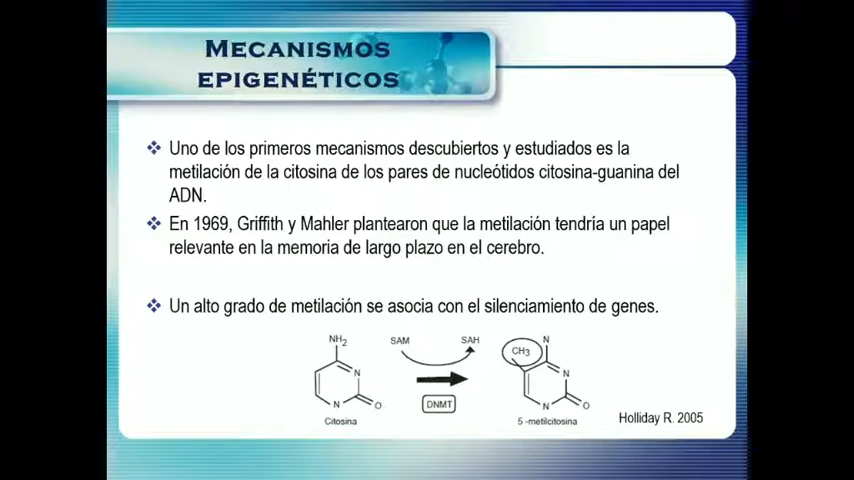 MECANISMOS
EPIGENÉTICOS
Uno de los primeros mecanismos descubiertos y estudiados es la
metilación de la citosina de los pares de nucleótidos citosina-guanina del
ADN.
En 1969, Griffith y Mahler plantearon que la metilación tendría un papel
relevante en la memoria de largo plazo en el cerebro.
Un alto grado de metilación se asocia con el silenciamiento de genes.
NH2 SAM SAH CH3 N
N N
DNMT
N O N O
Citosina 5 -metilcitosina Holliday R. 2005